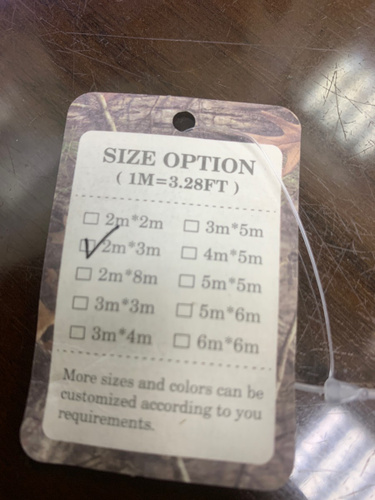 SIZE OPTION
( 1M=3.28FT )
2m*2m
3m*5m
2m*3m
4m*5m
2m*8m
5m*5m
3m*3m
5m*6m
3m*4m
6m*6m
More sizes and colors can be
customized according to you
requirements.